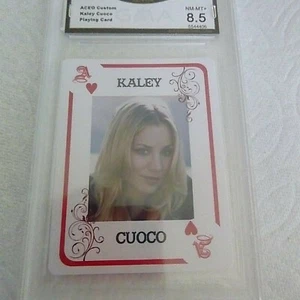 ACEO Custom
Kaley Cuoco
Playing Card
NM-MT+
8.5
A
KALEY
CUOCO
A